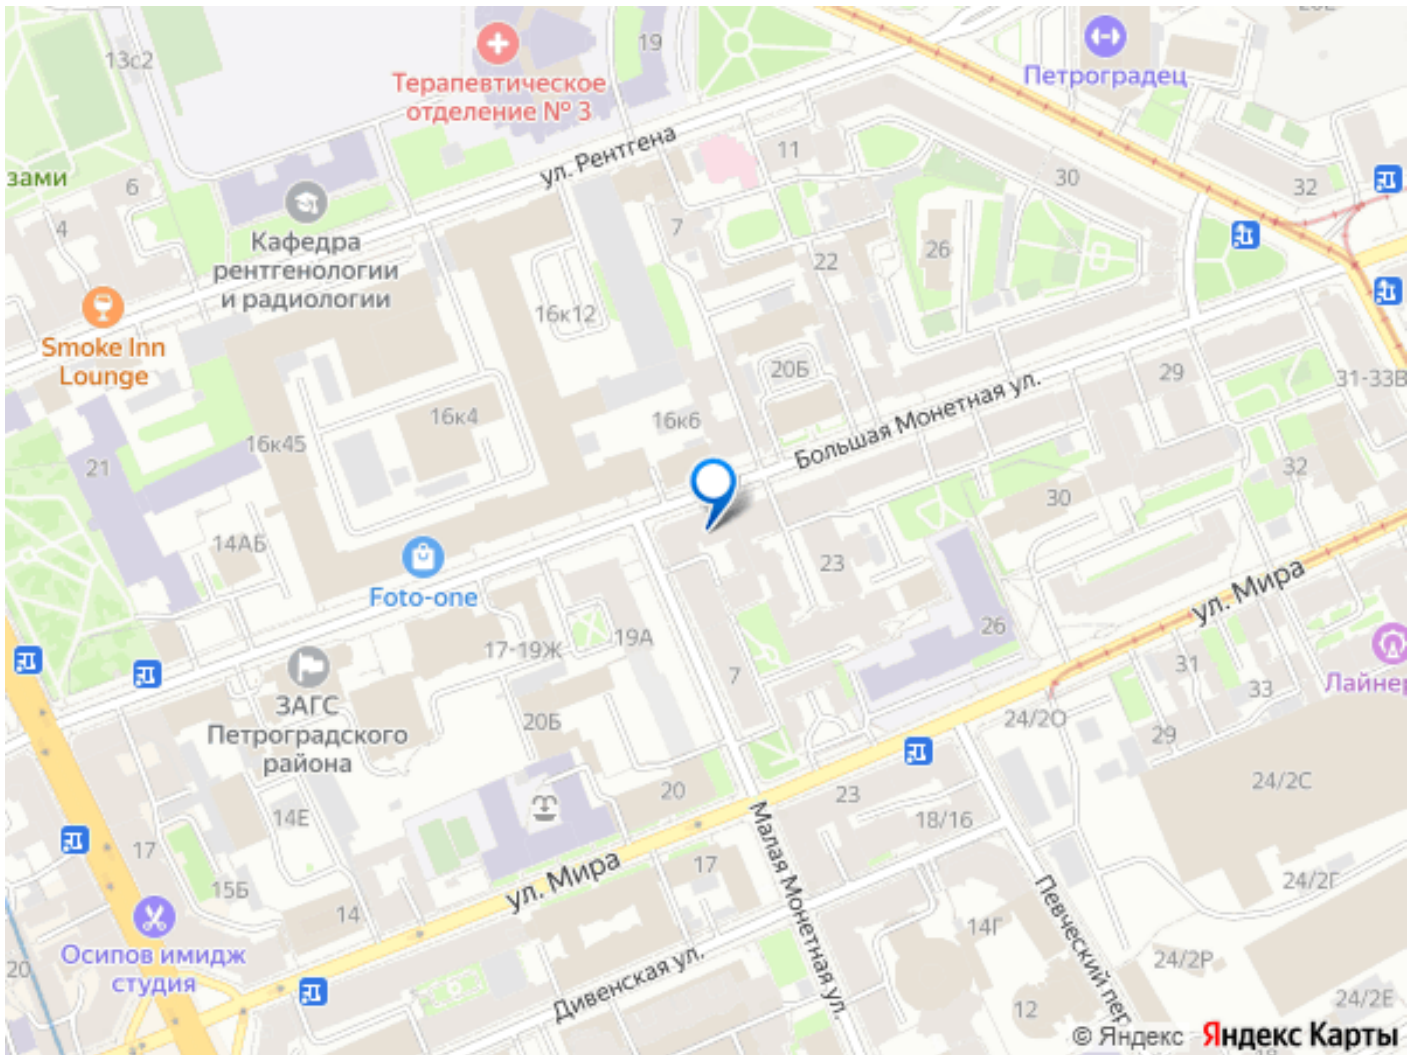 13с2
19
Терапевтическое
отделение № 3
Петроградец
ул. Рентгена
11
30
32
зами
6
4
7
Кафедра
рентгенологии
и радиологии
22
26
16к12
Smoke Inn
Lounge
20Б
29
31-33В
Большая Монетная ул.
16к4
16к6
16к45
21
32
30
14АБ
23
Foto-one
ул. Мира
26
19А
17-19Ж
7
31
33
Лайнер
ЗАГС
Петроградского
района
20Б
24/2О
29
24/2С
20
23
18/16
14Е
17
Малая Монетная ул.
ул. Мира
17
15Б
14
24/2Г
Певческий пер
14Г
Осипов имидж
студия
20
Дивенская ул.
24/2Р
12
24/2Е
© Яндекс Яндекс Карты